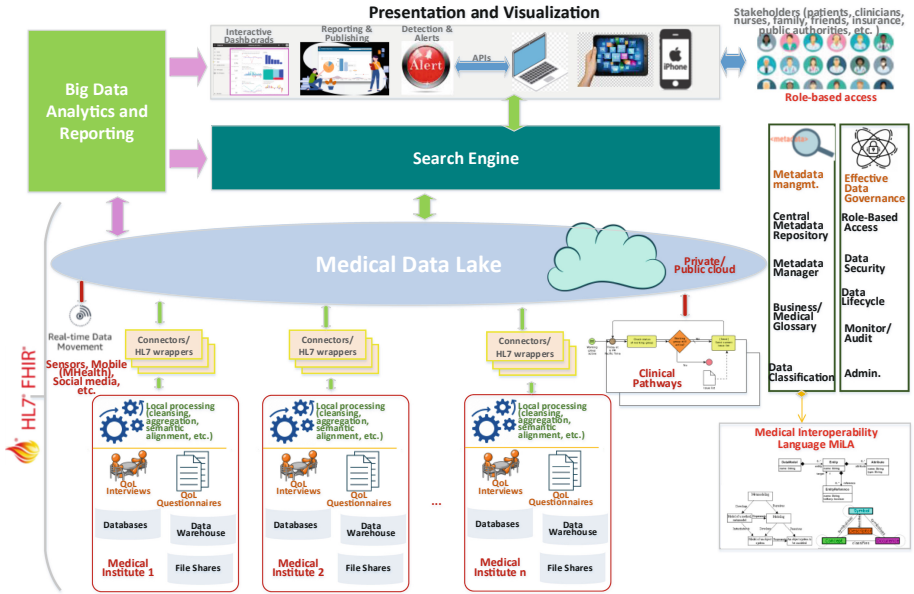 Presentation and Visualization
Stakeholders (patients, clinicians,
nurses, family, friends, insurance,
public authorities, etc. )
Interactive
Dashborads
Reporting &
Publishing
Detection &
Alerts
Alert
APIs
iPhone
Role-based access
Big Data
Analytics and
Reporting
Search Engine
<metadata>
Metadata
mangmt.
Central
Metadata
Repository
Metadata
Manager
Business/
Medical
Glossary
Data
Classification
Effective
Data
Governance
Role-Based
Access
Data
Security
Data
Lifecycle
Monitor/
Audit
Admin.
Medical Data Lake
Private/
Public cloud
HL7® FHIR®
Real-time Data
Movement
Sensors, Mobile
(MHealth),
Social media,
etc.
Connectors/
HL7 wrappers
Connectors/
HL7 wrappers
Connectors/
HL7 wrappers
Clinical
Pathways
Local processing
(cleansing,
aggregation,
semantic
alignment, etc.)
QoL
Interviews
QoL
Questionnaires
Databases
Data
Warehouse
Medical
Institute 1
File Shares
Local processing
(cleansing,
aggregation,
semantic
alignment, etc.)
QoL
Interviews
QoL
Questionnaires
Databases
Data
Warehouse
Medical
Institute 2
File Shares
...
Local processing
(cleansing,
aggregation,
semantic
alignment, etc.)
QoL
Interviews
QoL
Questionnaires
Databases
Data
Warehouse
Medical
Institute n
File Shares
Medical Interoperability
Language MiLA